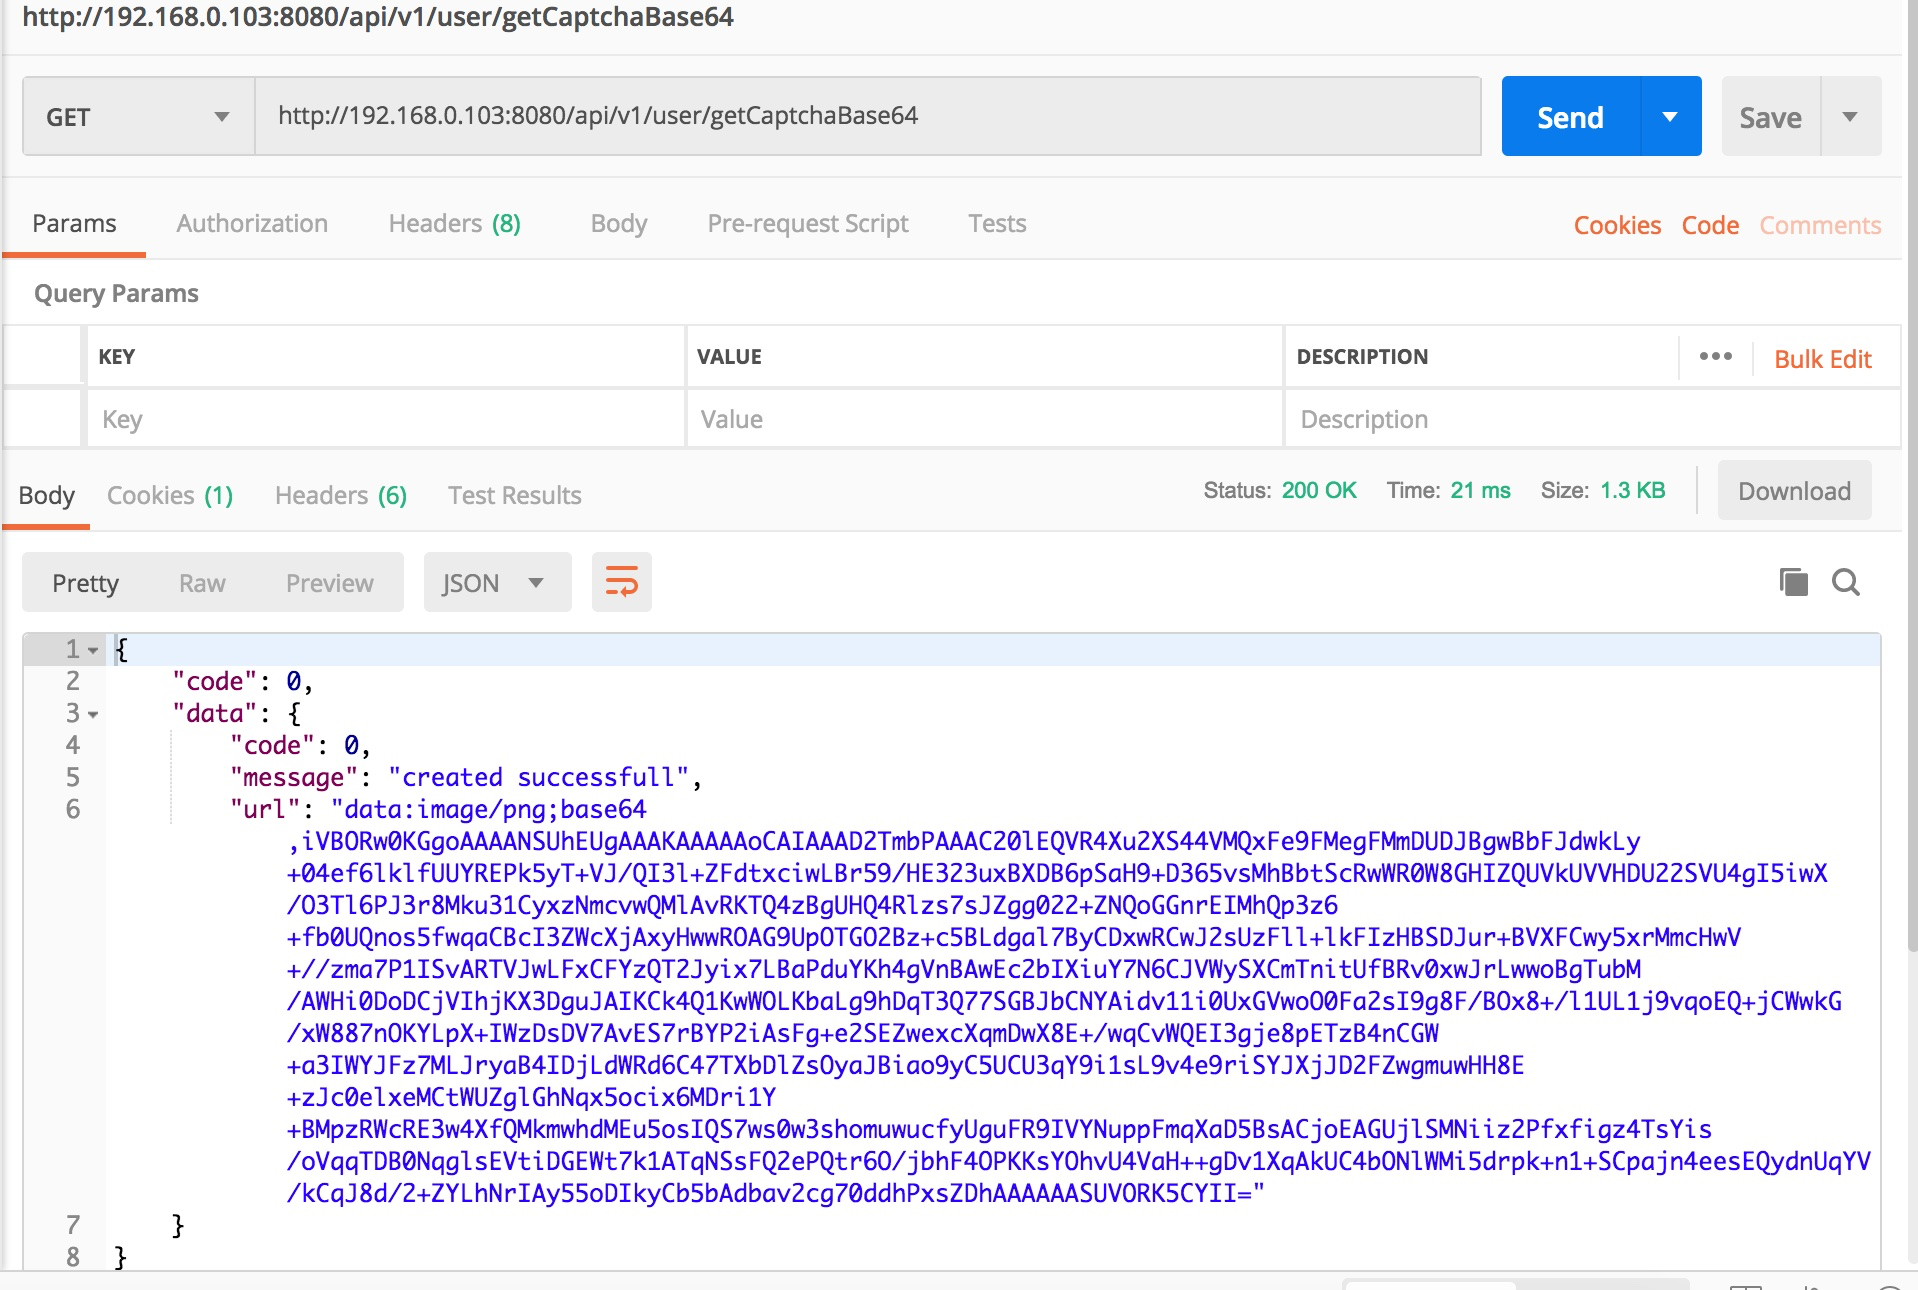 http://192.168.0.103:8080/api/v1/user/getCaptchaBase64
GET http://192.168.0.103:8080/api/v1/user/getCaptchaBase64 Send Save
Params Authorization Headers (8) Body Pre-request Script Tests Cookies Code Comments
Query Params
KEY VALUE DESCRIPTION ••• Bulk Edit
Key Value Description
Body Cookies (1) Headers (6) Test Results Status: 200 OK Time: 21 ms Size: 1.3 KB Download
Pretty Raw Preview JSON
1 {
2 "code": 0,
3 "data": {
4 "code": 0,
5 "message": "created successfull",
6 "url": "data:image/png;base64
,iVBORw0KGgoAAAANSUhEUgAAAKAAAAAoCAIAAAD2TmbPAAAC20lEQVR4Xu2XS44VMQxFe9FMegFMmDUDJBgwBbFJdwkLy
+04ef6lklfUUYREPk5yT+VJ/QI3l+ZFdtxciwLBr59/HE323uxBXDB6pSaH9+D365vsMhBbtScRwWR0W8GHIZQUVkUVVHDU22SVU4gI5iwX
/O3Tl6PJ3r8Mku31CyxzNmcvwQMlAvRKTQ4zBgUHQ4Rlzs7sJZgg022+ZNQoGGnrEIMhQp3z6
+fb0UQnos5fwqaCBcI3ZWcXjAxyHwwROAG9UpOTGO2Bz+c5BLdgal7ByCDxwRCwJ2sUzFll+lkFIzHBSDJur+BVXFCwy5xrMmcHwV
+//zma7P1ISvARTVJwLFxCFYzQT2Jyix7LBaPduYKh4gVnBAwEc2bIXiuY7N6CJVWySXCmTnitUfBRv0xwJrLwwoBgTubM
/AWHi0DoDCjVIhjKX3DguJAIKCk4Q1KwWOLKbaLg9hDqT3Q77SGBJbCNYAidv11i0UxGVwoO0Fa2sI9g8F/BOx8+/l1UL1j9vqoEQ+jCWwkG
/xW887nOKYLpX+IWzDsDV7AvES7rBYP2iAsFg+e2SEZwexcXqmDwX8E+/wqCvWQEI3gje8pETzB4nCGW
+a3IWYJFz7MLJryaB4IDjLdWRd6C47TXbDlZsOyaJBiao9yC5UCU3qY9i1sL9v4e9riSYJXjJD2FZwgmuwHH8E
+zJc0elxeMCtWUZglGhNqx5ocix6MDri1Y
+BMpzRWcRE3w4XfQMkmwhdMEu5osIQS7ws0w3shomuwucfyUguFR9IVYNuppFmqXaD5BsACjoEAGUjlSMNiiz2Pfxfigz4TsYis
/oVqqTDB0NqglsEVtiDGEWt7k1ATqNSsFQ2ePQtr6O/jbhF4OPKKsYOhvU4VaH++gDv1XqAkUC4bONlWMi5drpk+n1+SCpajn4eesEQydnUqYV
/kCqJ8d/2+ZYLhNrIAy55oDIkyCb5bAdbav2cg70ddhPxsZDhAAAAAASUVORK5CYII="
7 }
8 }